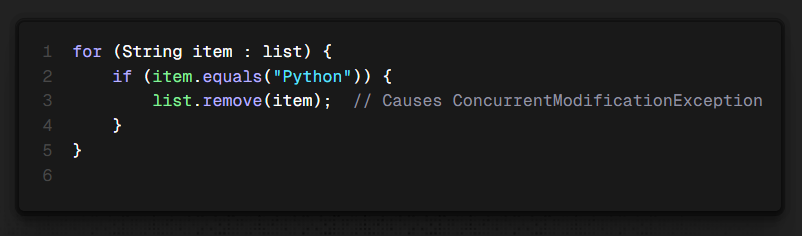 1 for (String item : list) {
2     if (item.equals("Python")) {
3         list.remove(item);  // Causes ConcurrentModificationException
4     }
5 }
6